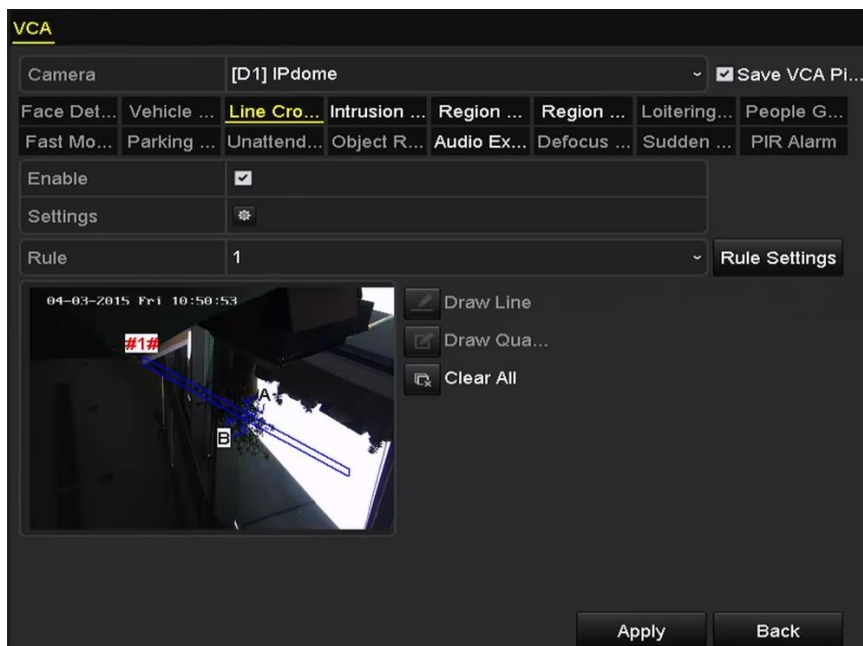 VCA
Camera [D1] IPdome Save VCA Pi...
Face Det... Vehicle ... Line Cro... Intrusion ... Region ... Region ... Loitering... People G...
Fast Mo... Parking ... Unattend... Object R... Audio Ex... Defocus ... Sudden ... PIR Alarm
Enable
Settings
Rule 1 Rule Settings
04-03-2015 Fri 10:50:53
#1#
A
B
Draw Line
Draw Qua...
Clear All
Apply Back